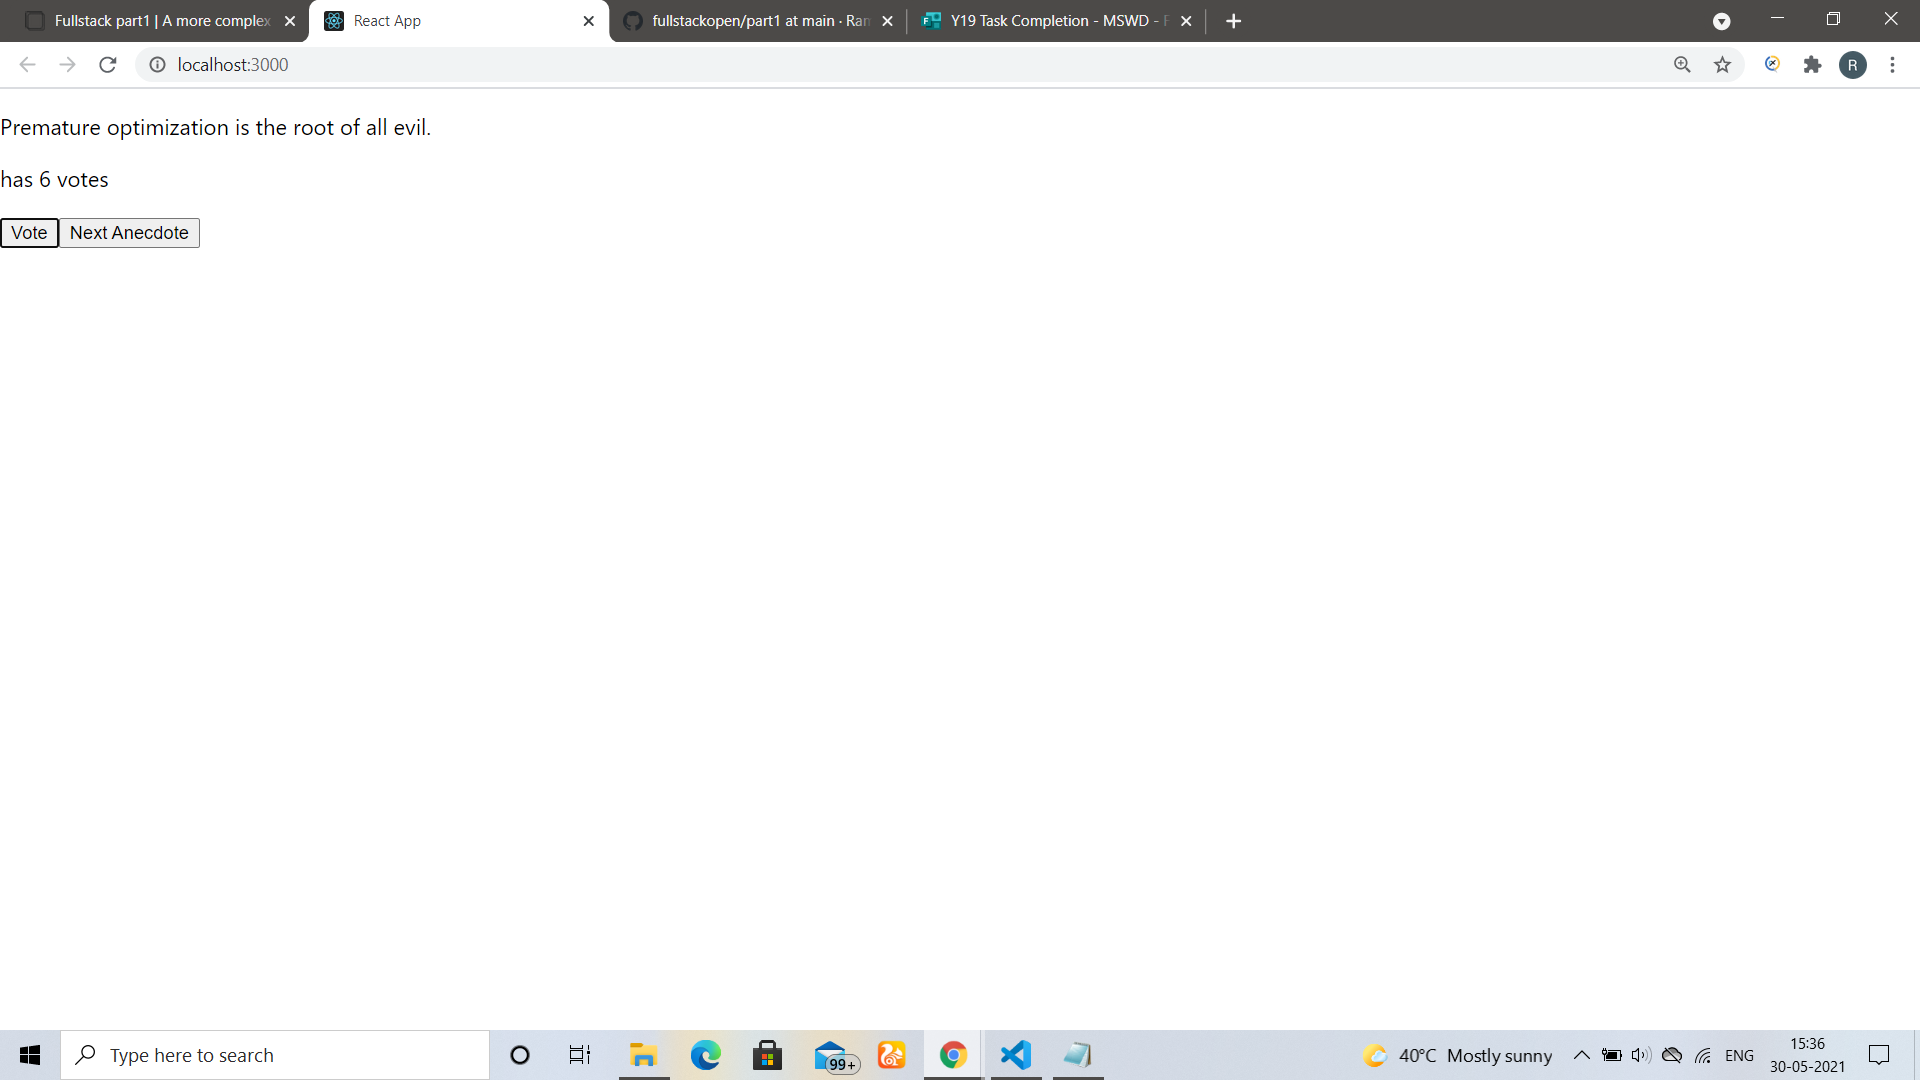 Fullstack part1 | A more complex
React App
fullstackopen/part1 at main · Ran
Y19 Task Completion - MSWD - F
localhost:3000
R
Premature optimization is the root of all evil.
has 6 votes
Vote
Next Anecdote
Type here to search
99+
40°C Mostly sunny
ENG
15:36
30-05-2021